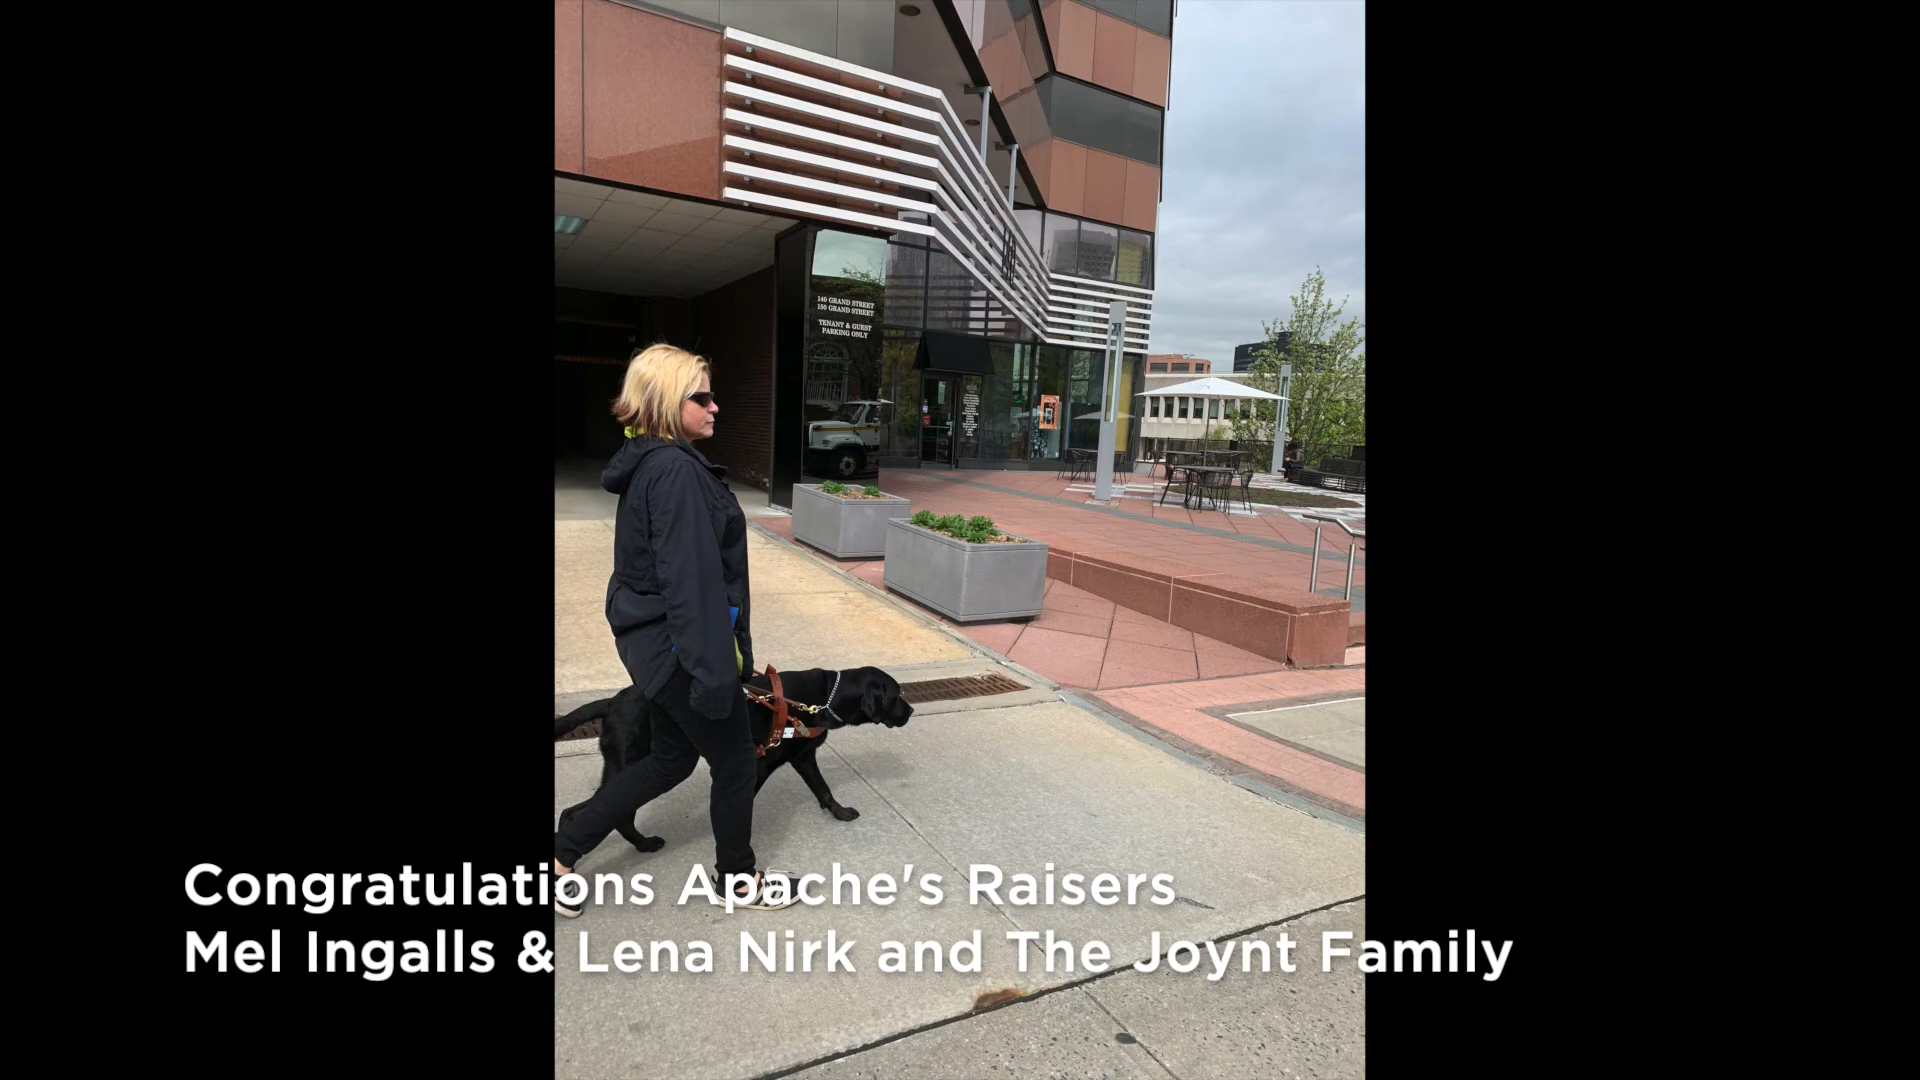 140 GRAND STREET
150 GRAND STREET
TENANT & GUEST
PARKING ONLY
Congratulations Apache's Raisers
Mel Ingalls & Lena Nirk and The Joynt Family